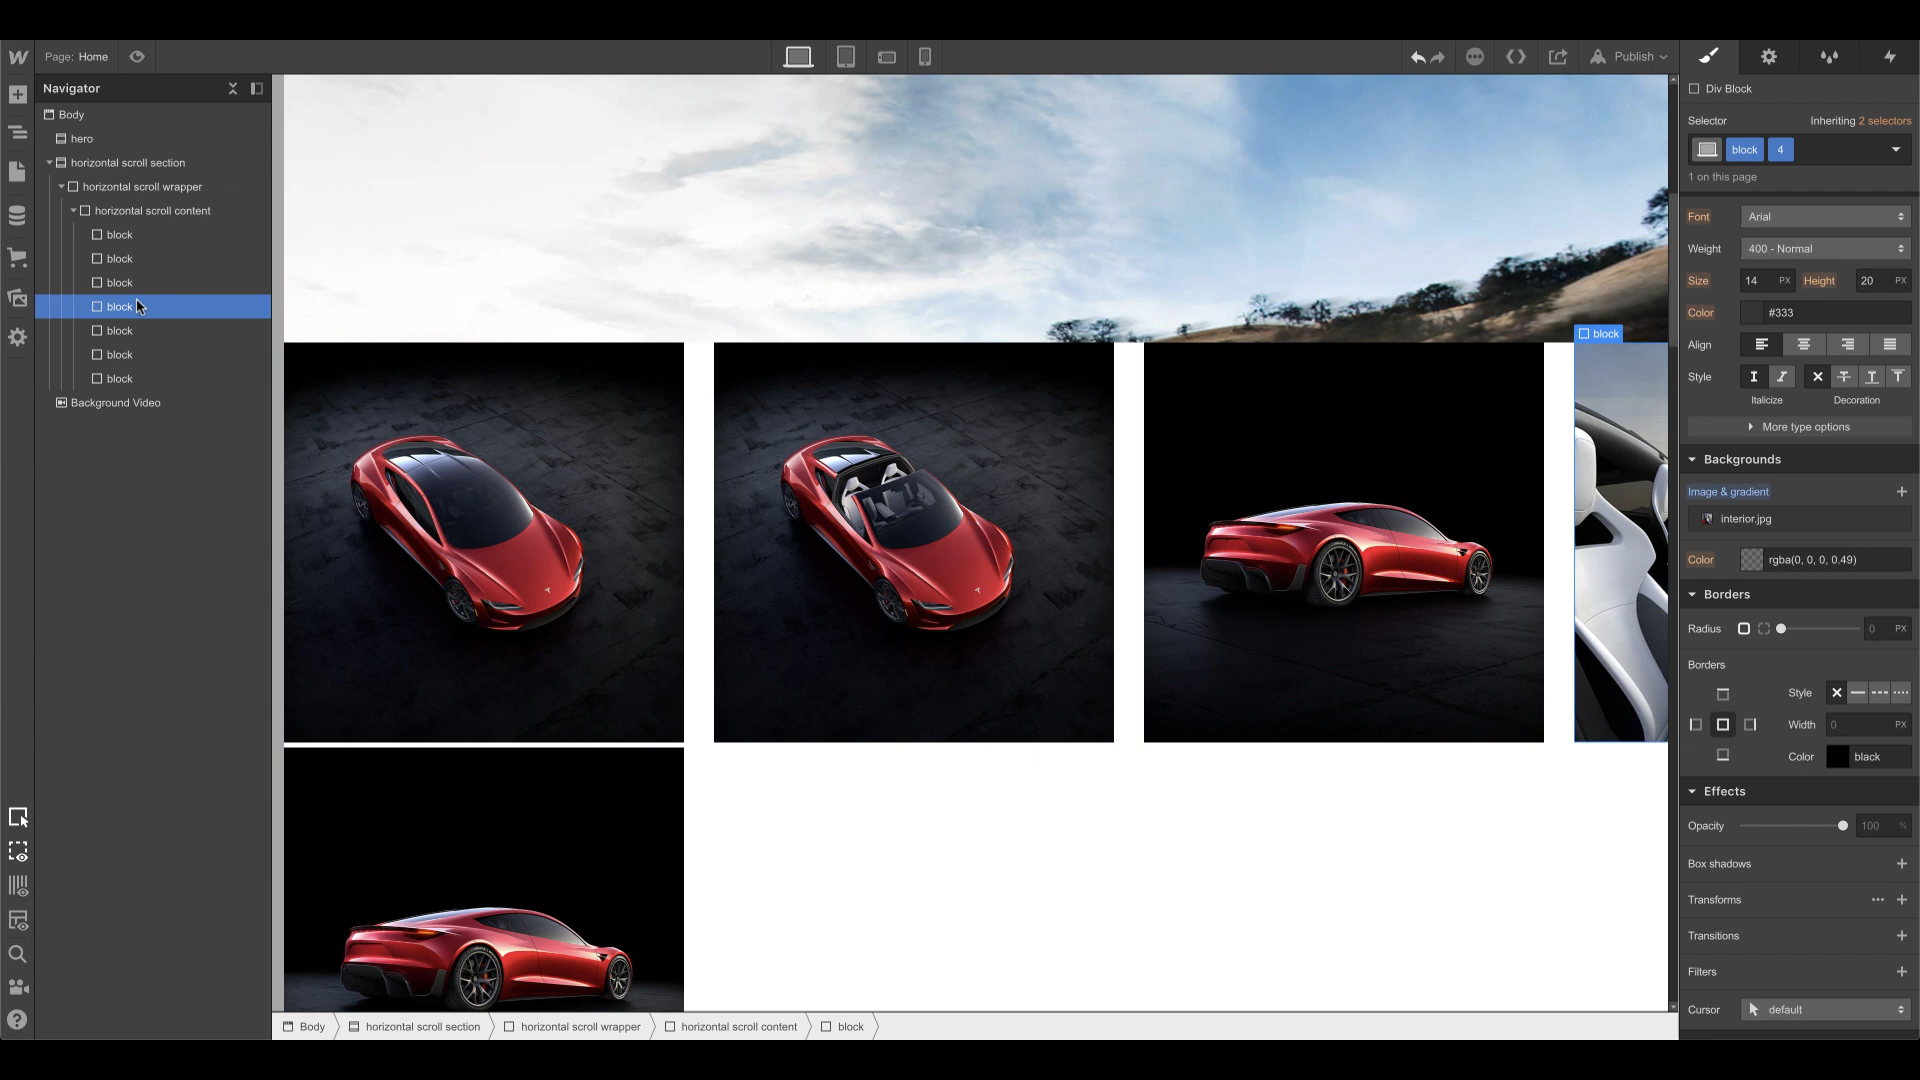 Page: Home
Publish
Navigator
Body
hero
horizontal scroll section
horizontal scroll wrapper
horizontal scroll content
block
block
block
block
block
block
block
Background Video
block
Body
horizontal scroll section
horizontal scroll wrapper
horizontal scroll content
block
Div Block
Selector
Inheriting 2 selectors
block
4
1 on this page
Font
Arial
Weight
400 - Normal
Size
14 PX
Height
20 PX
Color
#333
Align
Style
Italicize
Decoration
More type options
Backgrounds
Image & gradient
interior.jpg
Color
rgba(0, 0, 0, 0.49)
Borders
Radius
0 PX
Borders
Style
Width
0 PX
Color
black
Effects
Opacity
100 %
Box shadows
Transforms
Transitions
Filters
Cursor
default